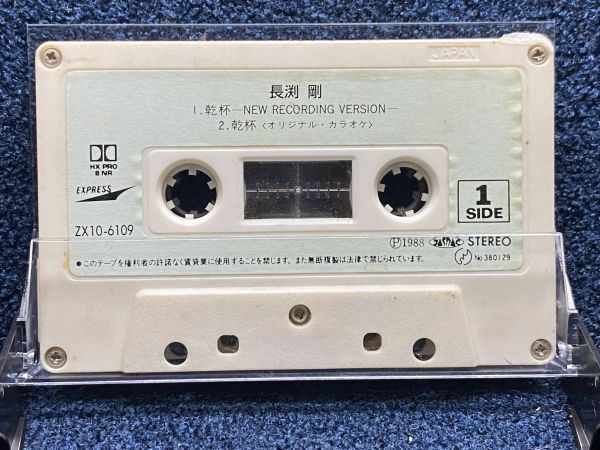 JAPAN
長渕 剛
1.乾杯—NEW RECORDING VERSION—
2.乾杯〈オリジナル・カラオケ〉
HX PRO
B NR
EXPRESS
1
SIDE
ZX10-6109
Ⓟ1988 JASRAC STEREO
No 380129
●このテープを権利者の許諾なく賃貸業に使用することを禁じます。また無断複製は法律で禁じられています。